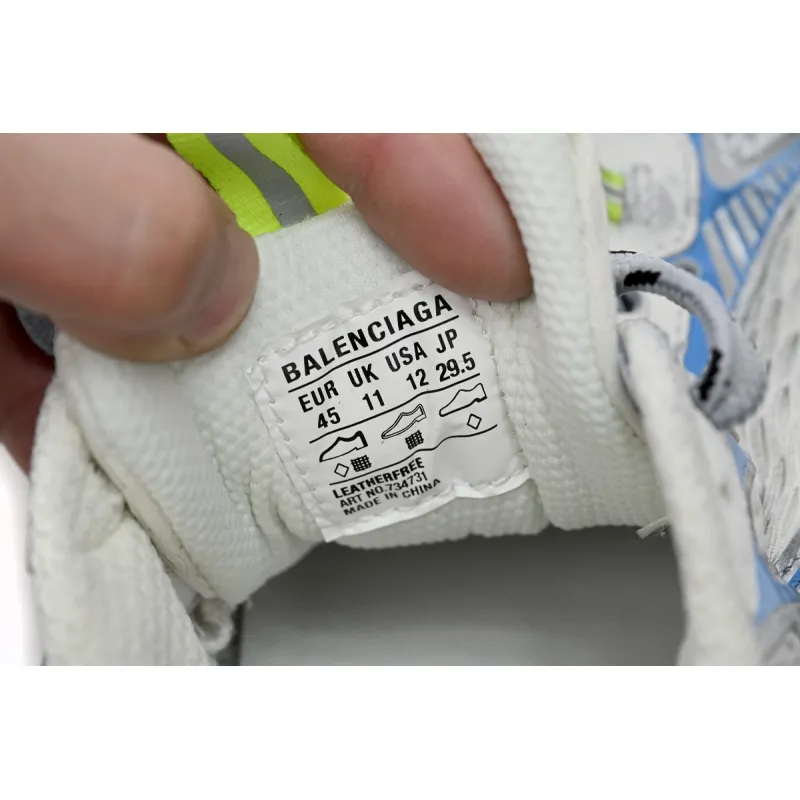 BALENCIAGA
EUR UK USA JP
45 11 12 29.5
LEATHERFREE
ART NO.734731
MADE IN CHINA